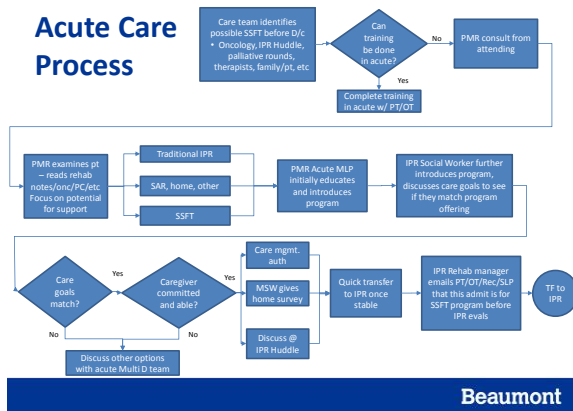 Acute Care
Process
Care team identifies
possible SSFT before D/c
• Oncology, IPR Huddle,
palliative rounds,
therapists, family/pt, etc
Can
training
be done
in acute?
No
PMR consult from
attending
Yes
Complete training
in acute w/ PT/OT
PMR examines pt
– reads rehab
notes/onc/PC/etc
Focus on potential
for support
Traditional IPR
SAR, home, other
SSFT
PMR Acute MLP
initially educates
and introduces
program
IPR Social Worker further
introduces program,
discusses care goals to see
if they match program
offering
Care
goals
match?
Yes
Caregiver
committed
and able?
Yes
Care mgmt.
auth
MSW gives
home survey
Discuss @
IPR Huddle
Quick transfer
to IPR once
stable
IPR Rehab manager
emails PT/OT/Rec/SLP
that this admit is for
SSFT program before
IPR evals
TF to
IPR
No
No
Discuss other options
with acute Multi D team
Beaumont